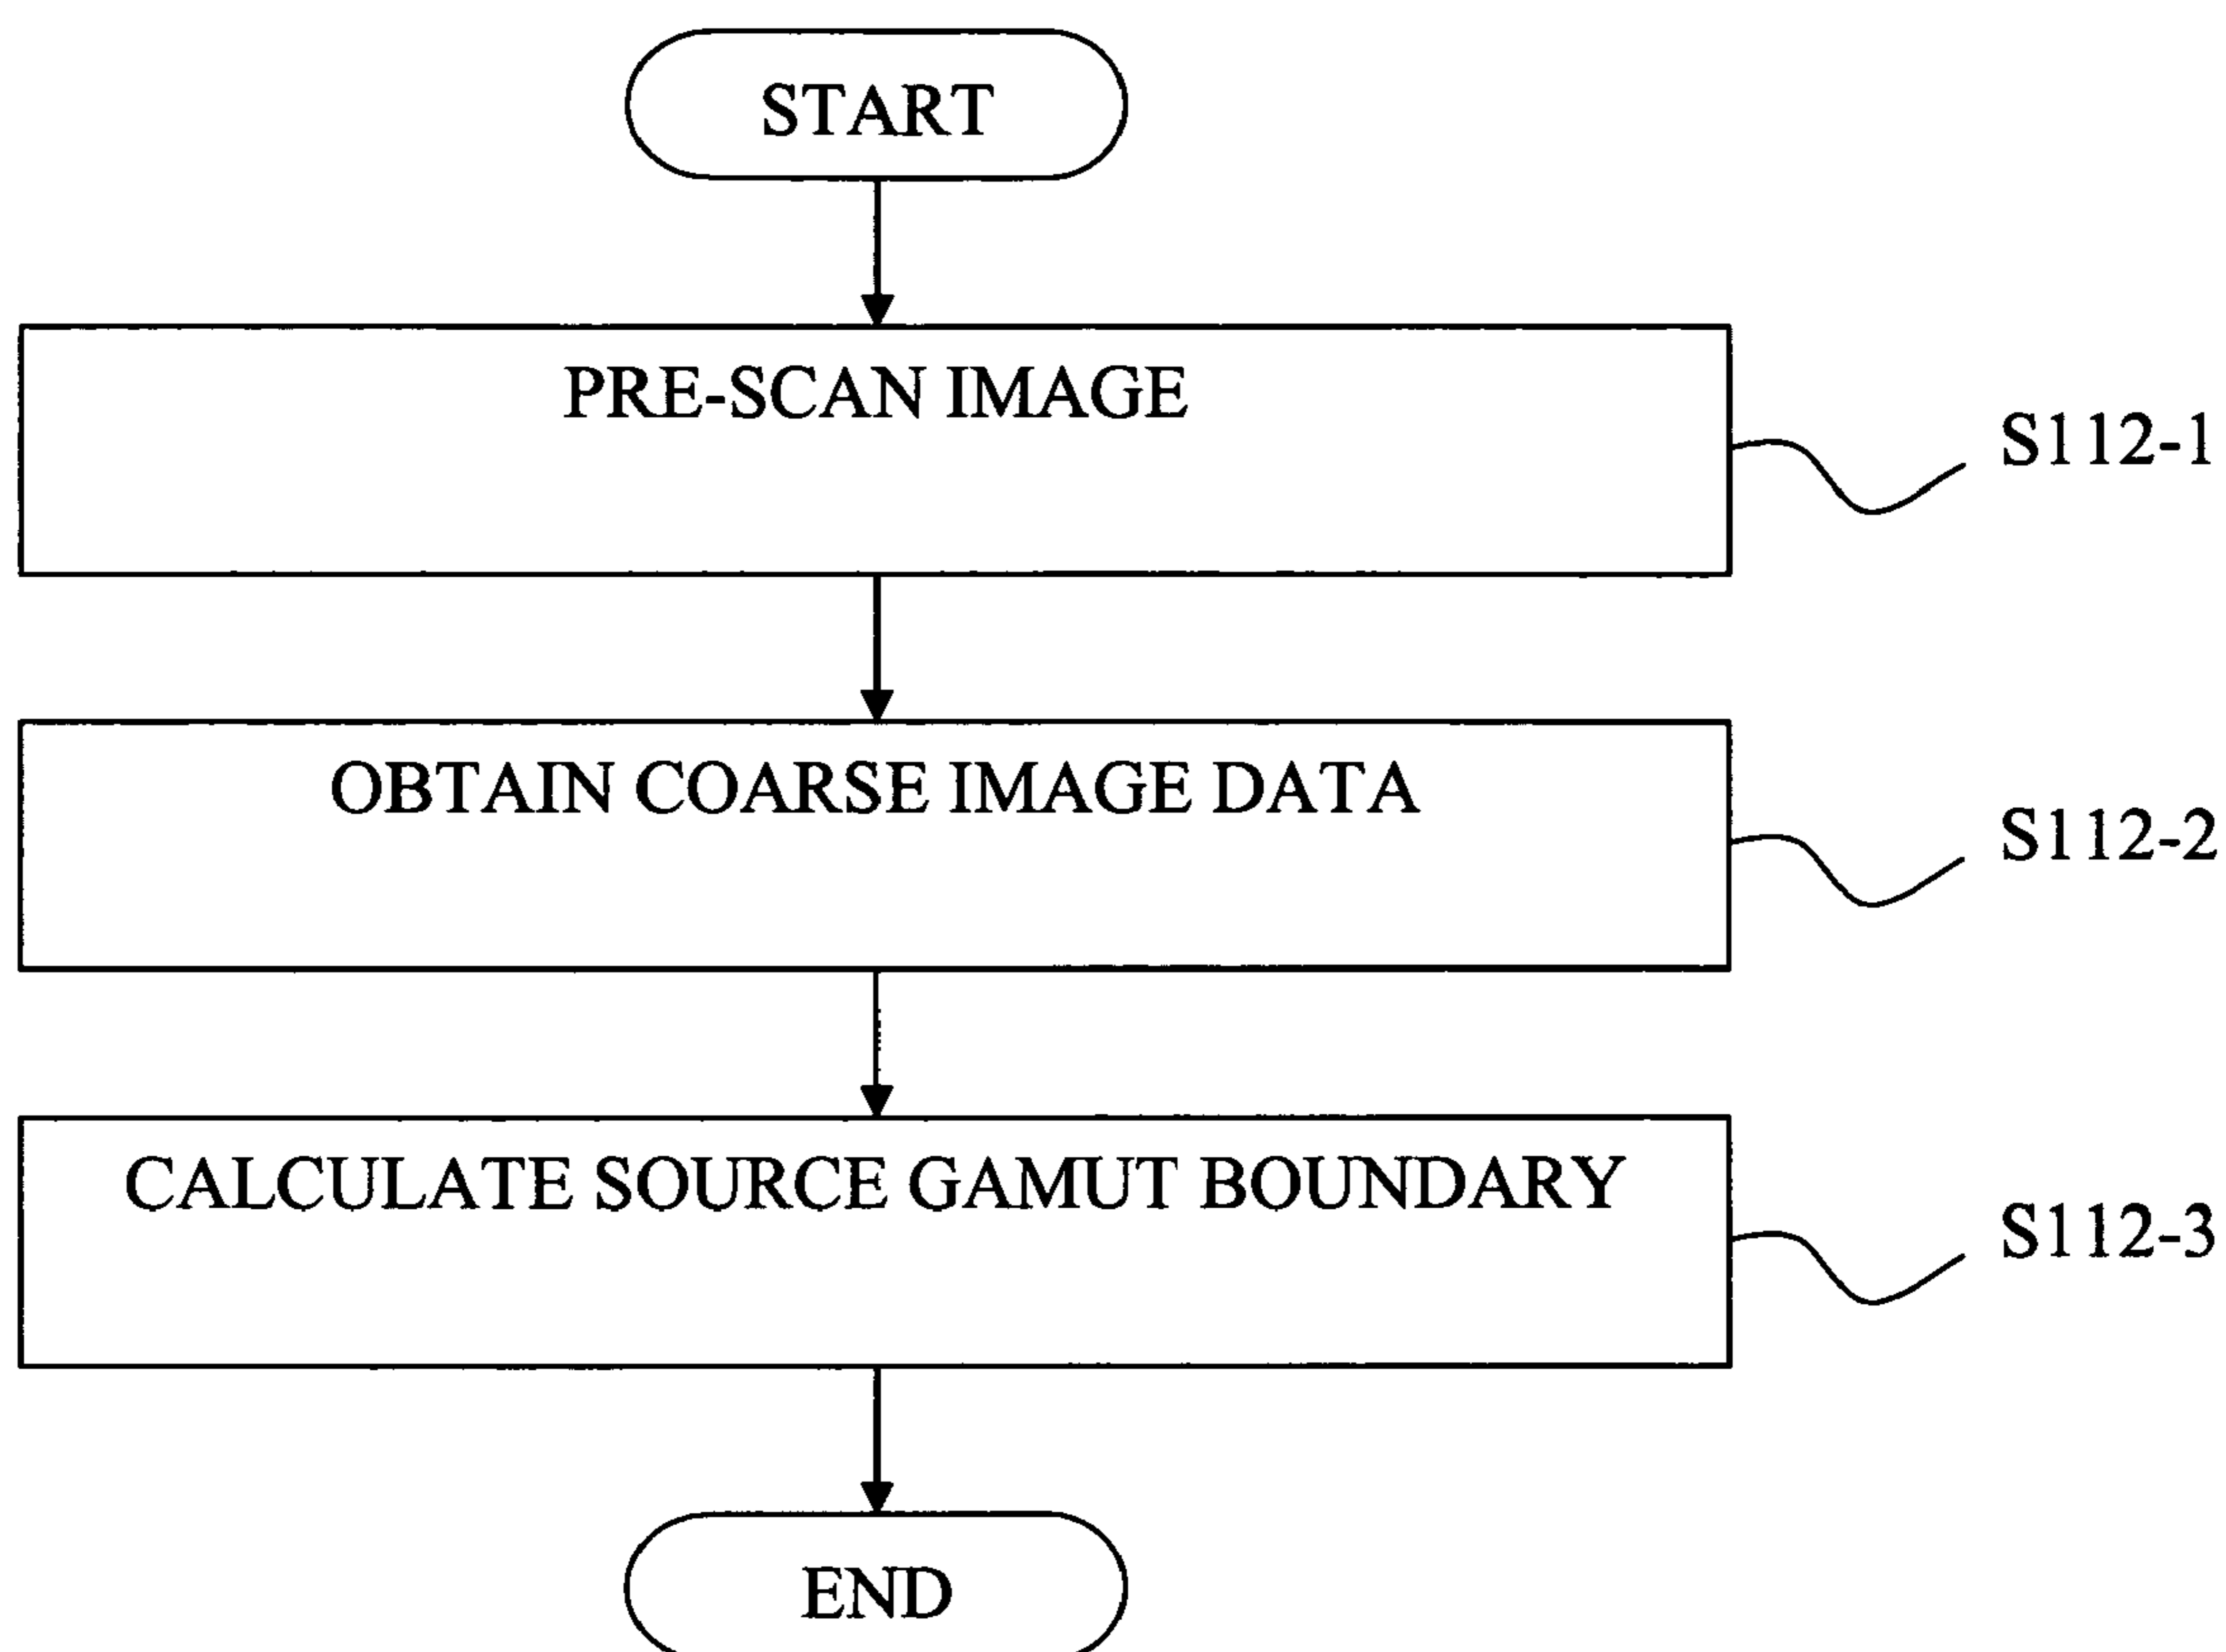 START
PRE-SCAN IMAGE
S112-1
OBTAIN COARSE IMAGE DATA
S112-2
CALCULATE SOURCE GAMUT BOUNDARY
S112-3
END